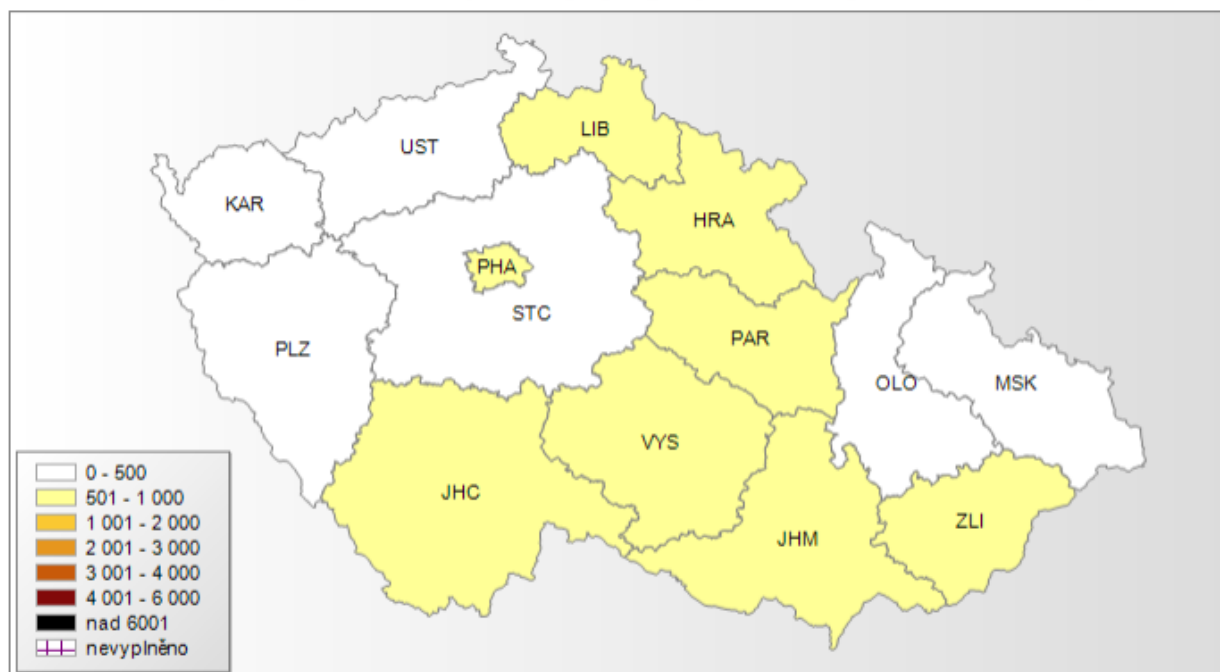 LIB
UST
KAR
HRA
PHA
STC
PAR
PLZ
OLO
MSK
VYS
JHC
ZLI
JHM
0 - 500
501 - 1 000
1 001 - 2 000
2 001 - 3 000
3 001 - 4 000
4 001 - 6 000
nad 6001
nevyplněno